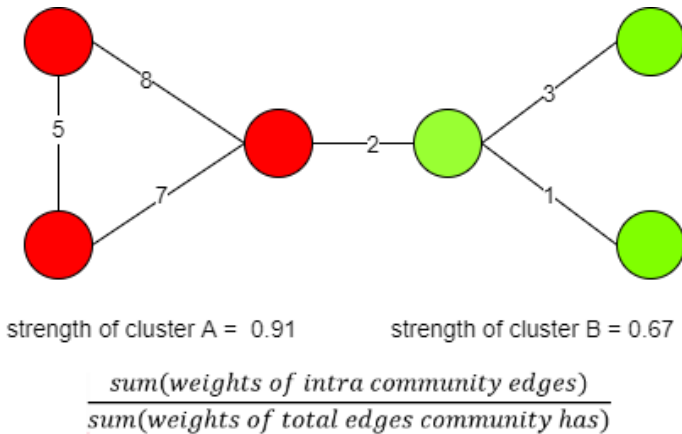 8
3
5
2
7
1
strength of cluster A = 0.91
strength of cluster B = 0.67
sum(weights of intra community edges)
sum(weights of total edges community has)